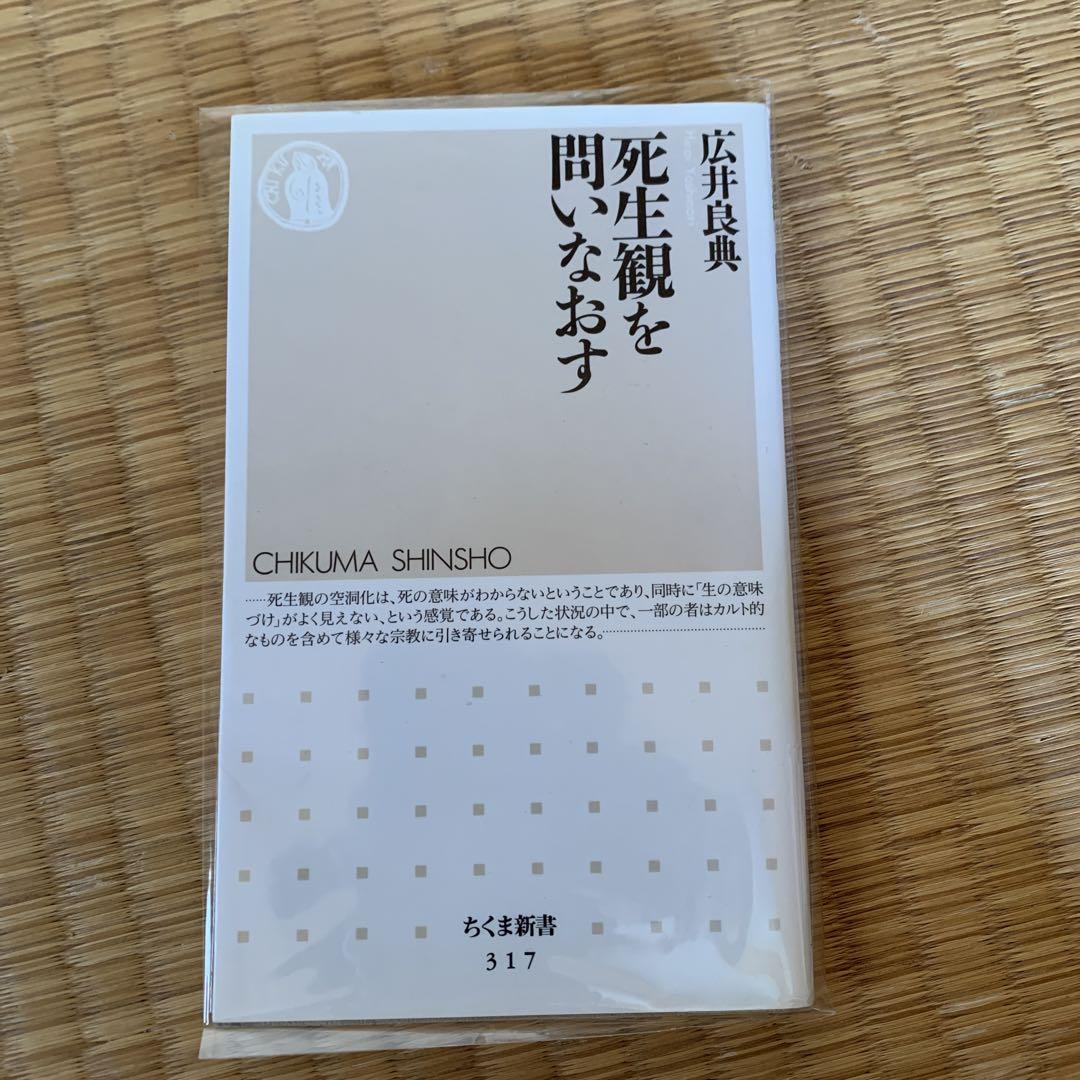 広井良典
Hiroi Yoshinori
死生観を
問いなおす
CHIKUMA SHINSHO
……死生観の空洞化は、死の意味がわからないということであり、同時に「生の意味
づけ」がよく見えない、という感覚である。こうした状況の中で、一部の者はカルト的
なものを含めて様々な宗教に引き寄せられることになる。……………………………………
ちくま新書
317